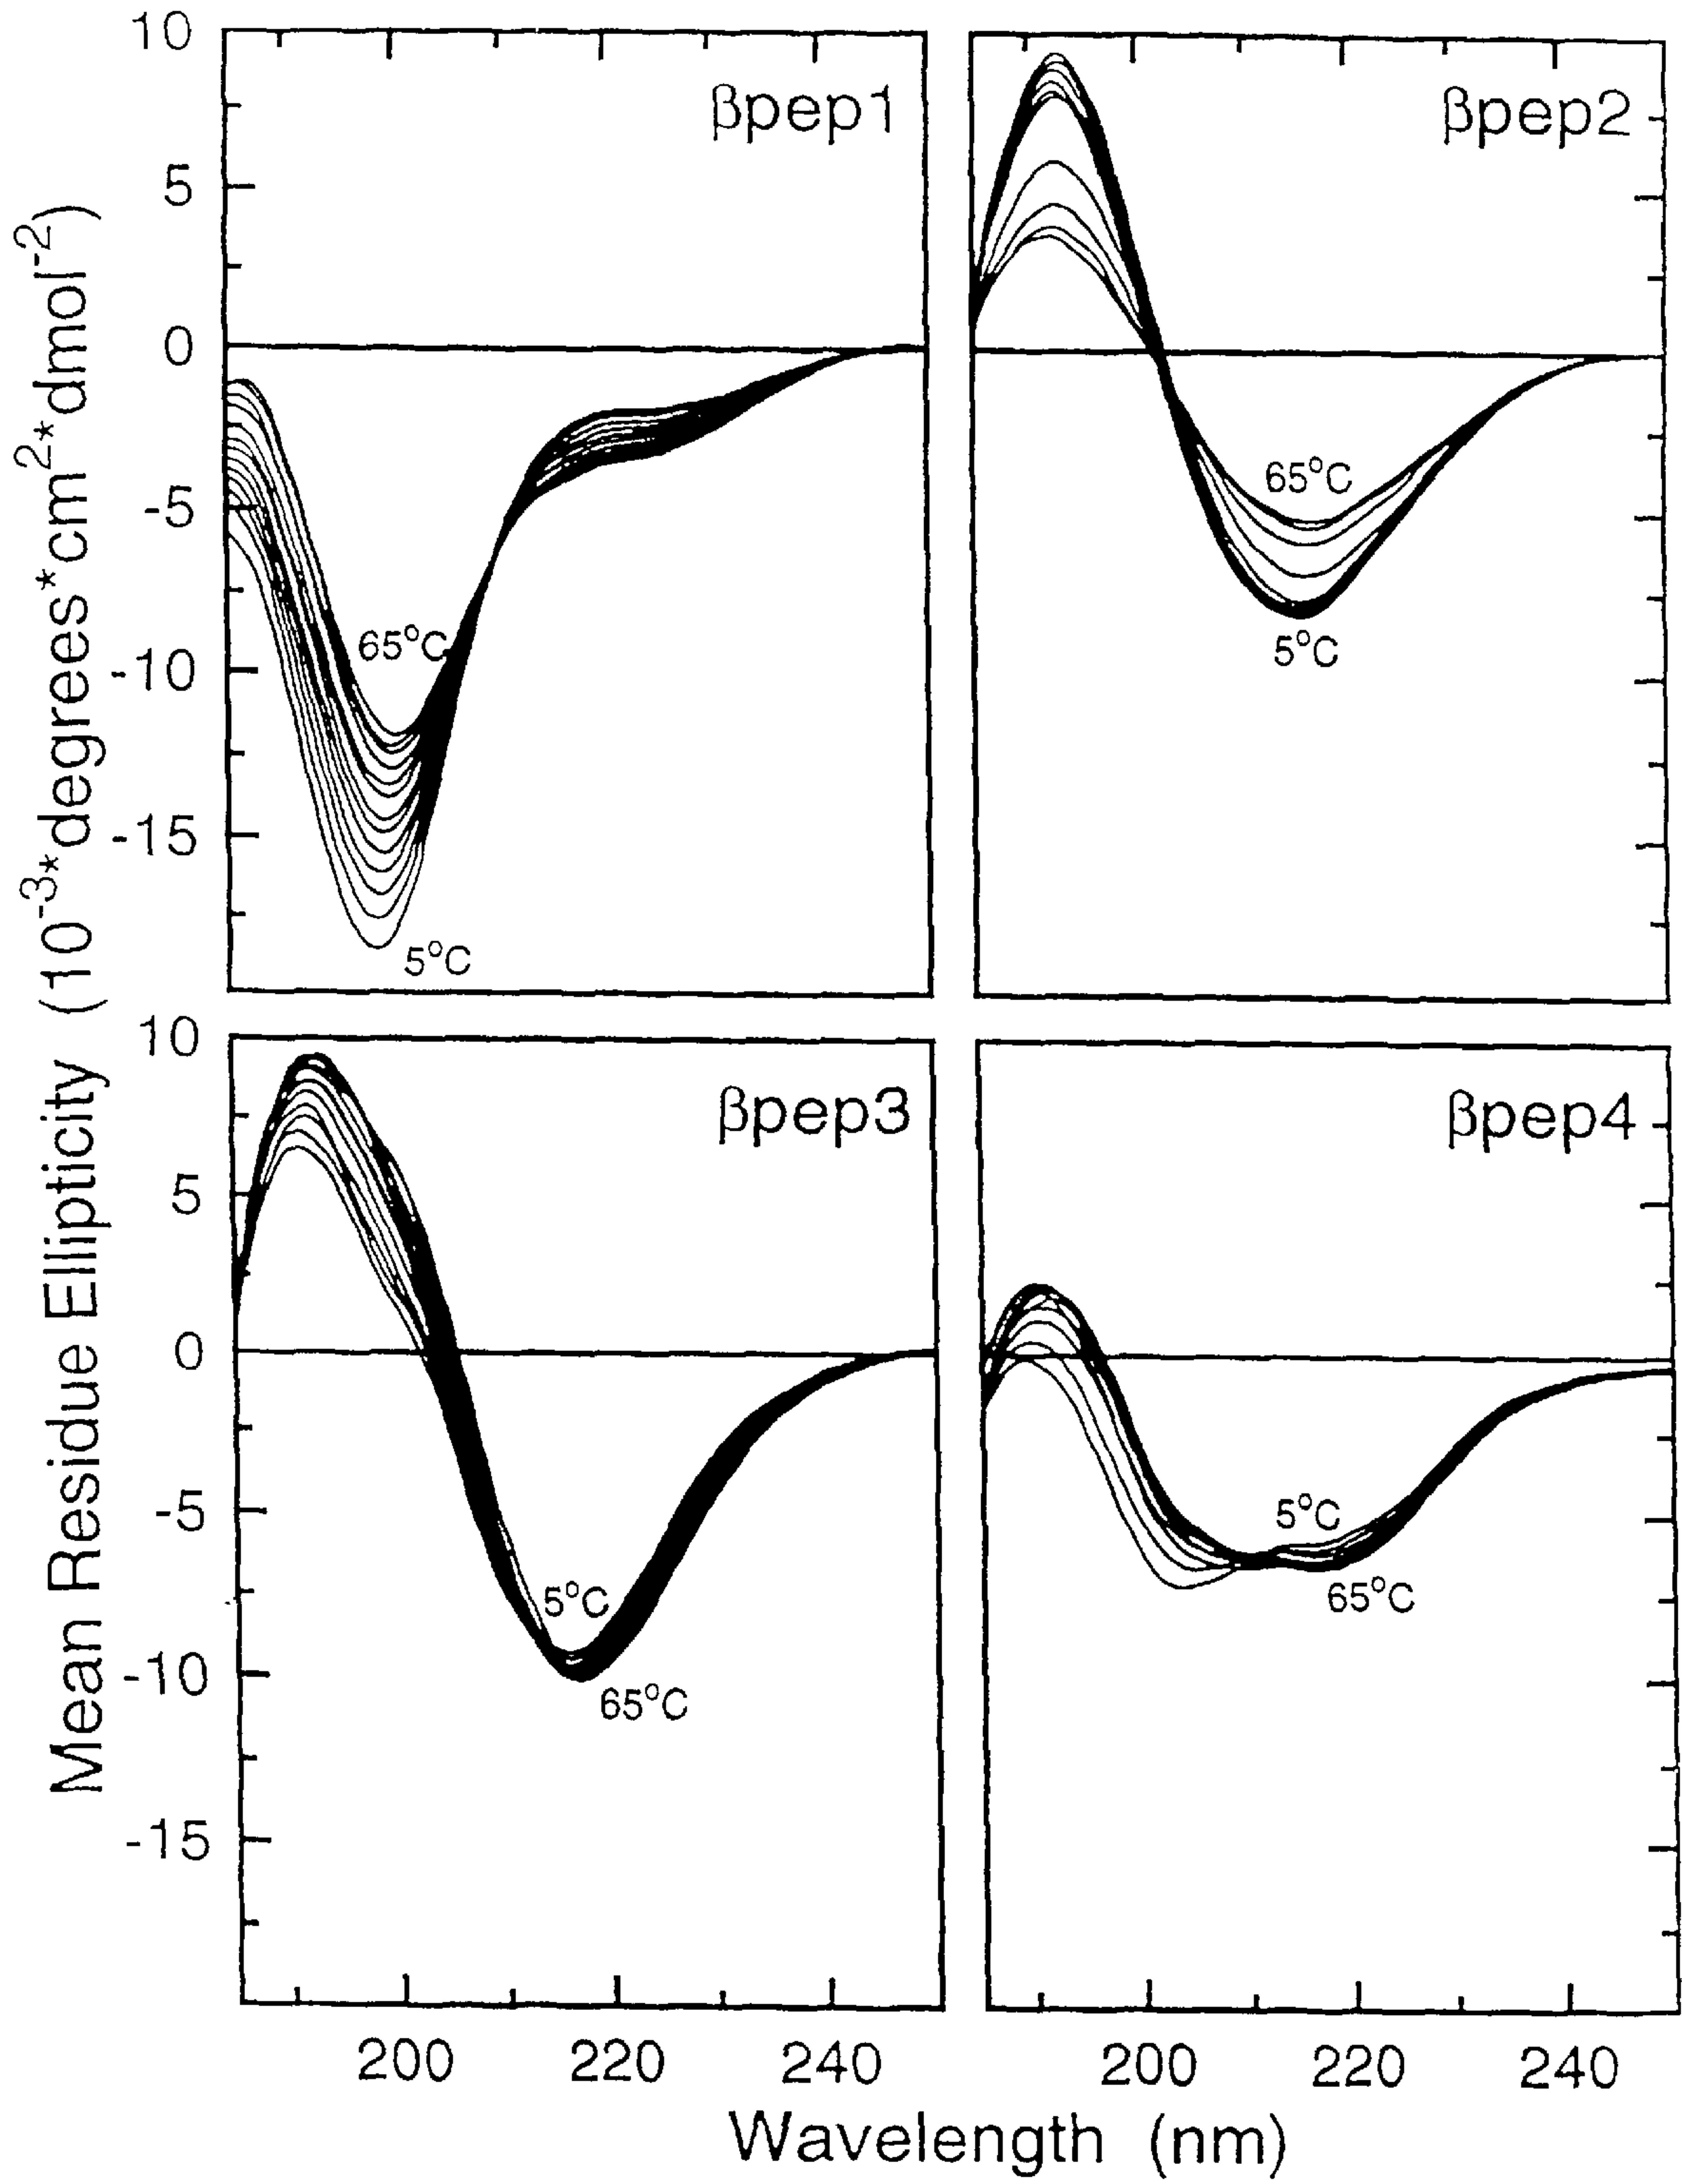 Mean Residue Ellipticity (10⁻³*degrees*cm²*dmol⁻²)
10
5
0
-5
-10
-15
βpep1
65°C
5°C
βpep2
65°C
5°C
10
5
0
-5
-10
-15
βpep3
5°C
65°C
βpep4
5°C
65°C
200 220 240
200 220 240
Wavelength (nm)